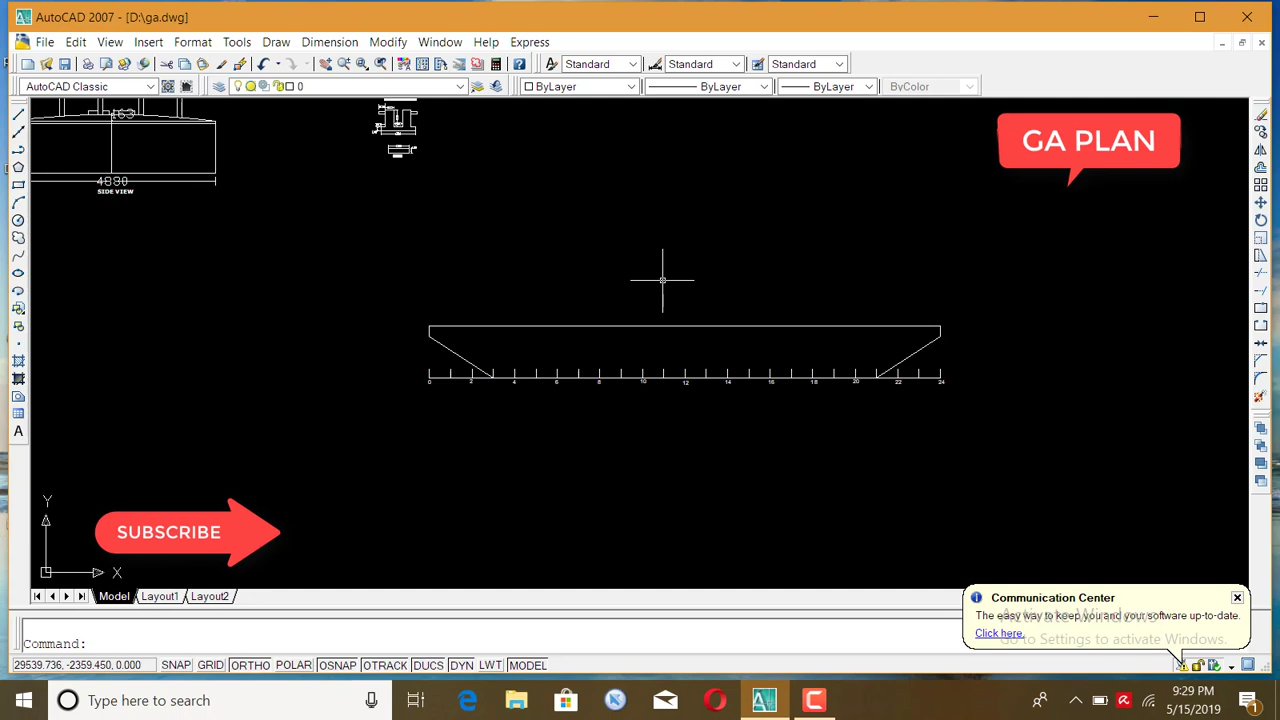 AutoCAD 2007 - [D:\ga.dwg]
File Edit View Insert Format Tools Draw Dimension Modify Window Help Express
Standard Standard Standard
AutoCAD Classic 0 ByLayer ByLayer ByLayer ByColor
GA PLAN
4880
SIDE VIEW
0 2 4 6 8 10 12 14 16 18 20 22 24
SUBSCRIBE
Y
X
Model Layout1 Layout2
Communication Center
The easy way to keep you and your software up-to-date.
Click here.
Activate Windows
Go to Settings to activate Windows.
Command:
29539.736, -2359.450, 0.000 SNAP GRID ORTHO POLAR OSNAP OTRACK DUCS DYN LWT MODEL
Type here to search
9:29 PM
5/15/2019
1